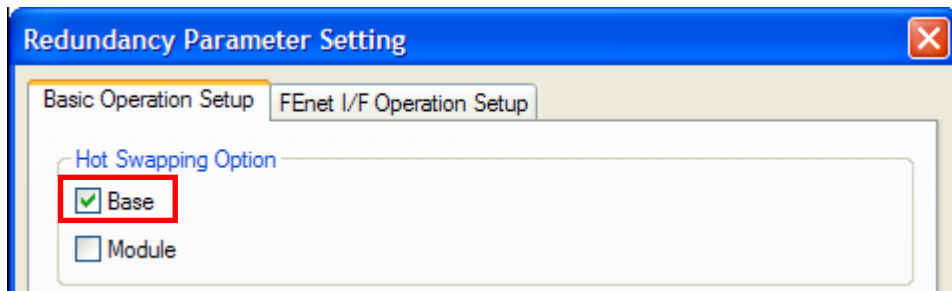 Redundancy Parameter Setting
Basic Operation Setup FEnet I/F Operation Setup
Hot Swapping Option
Base
Module